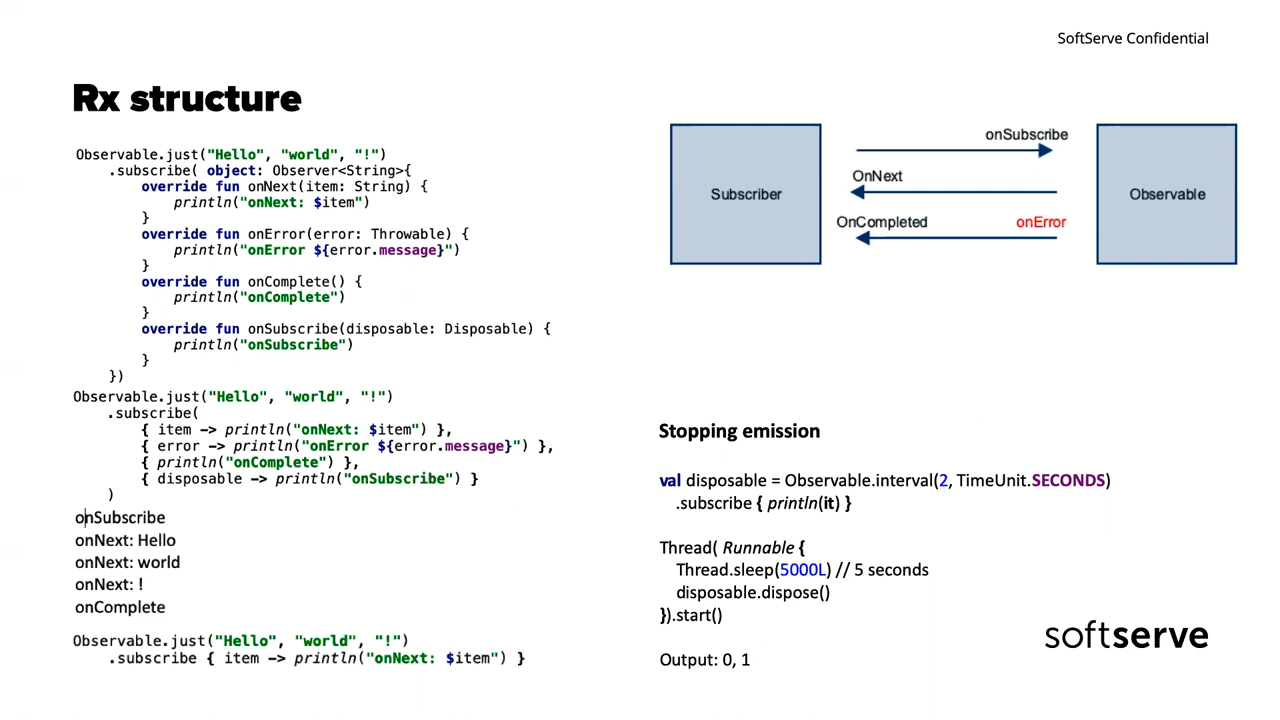 SoftServe Confidential
Rx structure
Observable.just("Hello", "world", "!")
.subscribe( object: Observer<String>{
override fun onNext(item: String) {
println("onNext: $item")
}
override fun onError(error: Throwable) {
println("onError ${error.message}")
}
override fun onComplete() {
println("onComplete")
}
override fun onSubscribe(disposable: Disposable) {
println("onSubscribe")
}
})
Observable.just("Hello", "world", "!")
.subscribe(
{ item -> println("onNext: $item") },
{ error -> println("onError ${error.message}") },
{ println("onComplete") },
{ disposable -> println("onSubscribe") }
)
onSubscribe
onNext: Hello
onNext: world
onNext: !
onComplete
Observable.just("Hello", "world", "!")
.subscribe { item -> println("onNext: $item") }
Subscriber
onSubscribe
OnNext
OnCompleted onError
Observable
Stopping emission
val disposable = Observable.interval(2, TimeUnit.SECONDS)
.subscribe { println(it) }
Thread( Runnable {
Thread.sleep(5000L) // 5 seconds
disposable.dispose()
}).start()
Output: 0, 1
softserve